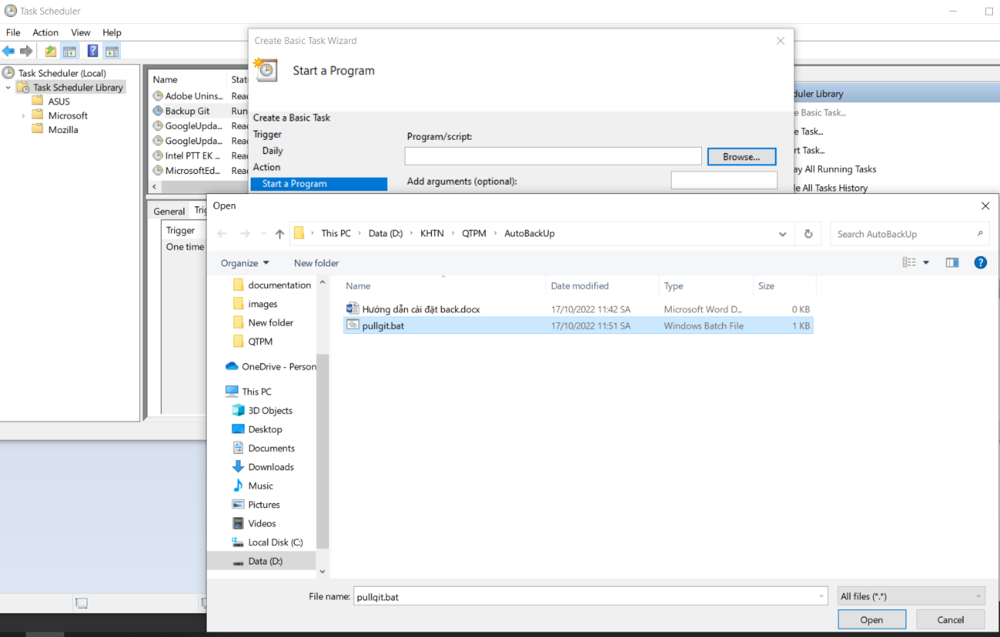 Task Scheduler
File Action View Help
Task Scheduler (Local)
Task Scheduler Library
ASUS
Microsoft
Mozilla
Name Stat
Adobe Unins... Read
Backup Git Run
GoogleUpda... Read
GoogleUpda... Read
Intel PTT EK ... Read
MicrosoftEd... Read
General Trig
Trigger
One time
Create Basic Task Wizard
Start a Program
Create a Basic Task
Trigger
Daily
Action
Start a Program
Program/script:
Browse...
Add arguments (optional):
duler Library
e Basic Task...
e Task...
rt Task...
ay All Running Tasks
le All Tasks History
Open
This PC Data (D:) KHTN QTPM AutoBackUp
Search AutoBackUp
Organize New folder
documentation
images
New folder
QTPM
OneDrive - Person
This PC
3D Objects
Desktop
Documents
Downloads
Music
Pictures
Videos
Local Disk (C:)
Data (D:)
Name Date modified Type Size
Hướng dẫn cài đặt back.docx 17/10/2022 11:42 SA Microsoft Word D... 0 KB
pullgit.bat 17/10/2022 11:51 SA Windows Batch File 1 KB
File name: pullgit.bat All files (*.*)
Open Cancel